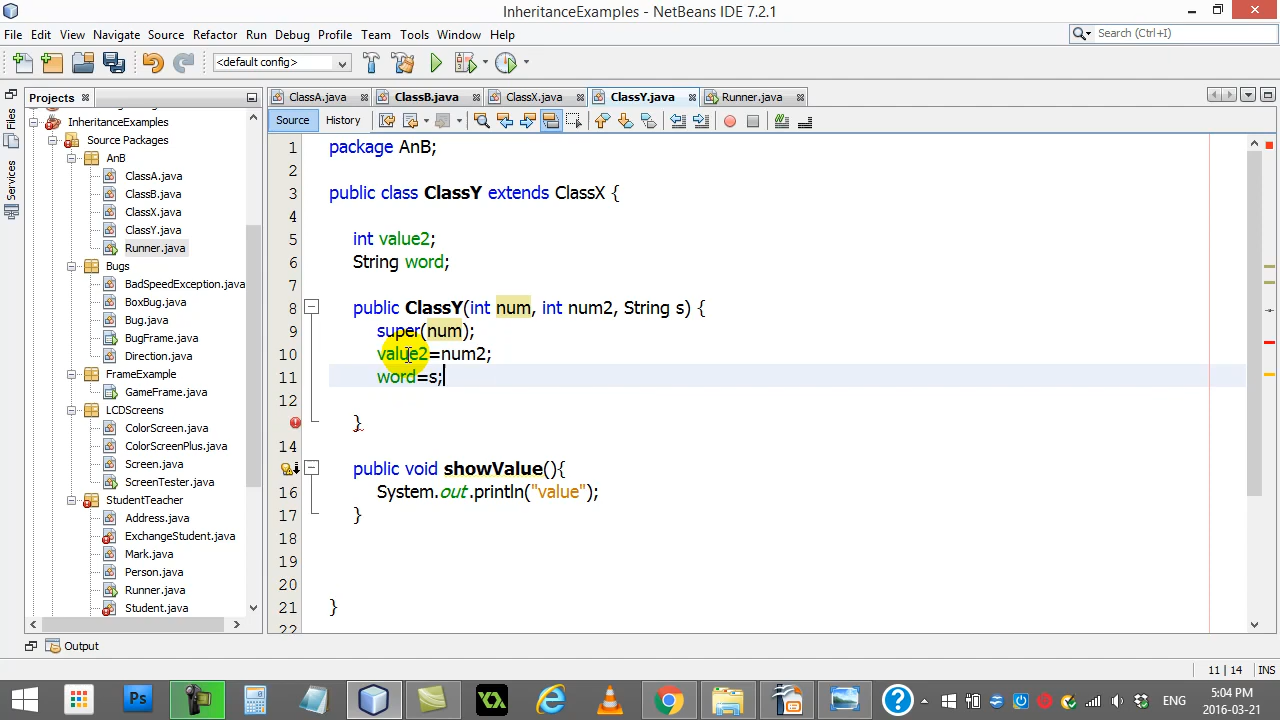 InheritanceExamples - NetBeans IDE 7.2.1
File Edit View Navigate Source Refactor Run Debug Profile Team Tools Window Help
Search (Ctrl+I)
<default config>
Projects
ClassA.java ClassB.java ClassX.java ClassY.java Runner.java
Files
Services
Source History
InheritanceExamples
Source Packages
AnB
ClassA.java
ClassB.java
ClassX.java
ClassY.java
Runner.java
Bugs
BadSpeedException.java
BoxBug.java
Bug.java
BugFrame.java
Direction.java
FrameExample
GameFrame.java
LCDScreens
ColorScreen.java
ColorScreenPlus.java
Screen.java
ScreenTester.java
StudentTeacher
Address.java
ExchangeStudent.java
Mark.java
Person.java
Runner.java
Student.java
1 package AnB;
2
3 public class ClassY extends ClassX {
4
5 int value2;
6 String word;
7
8 public ClassY(int num, int num2, String s) {
9 super(num);
10 value2=num2;
11 word=s;
12
}
14
public void showValue(){
16 System.out.println("value");
17 }
18
19
20
21 }
22
Output
11 | 14 INS
Ps
ENG
5:04 PM
2016-03-21